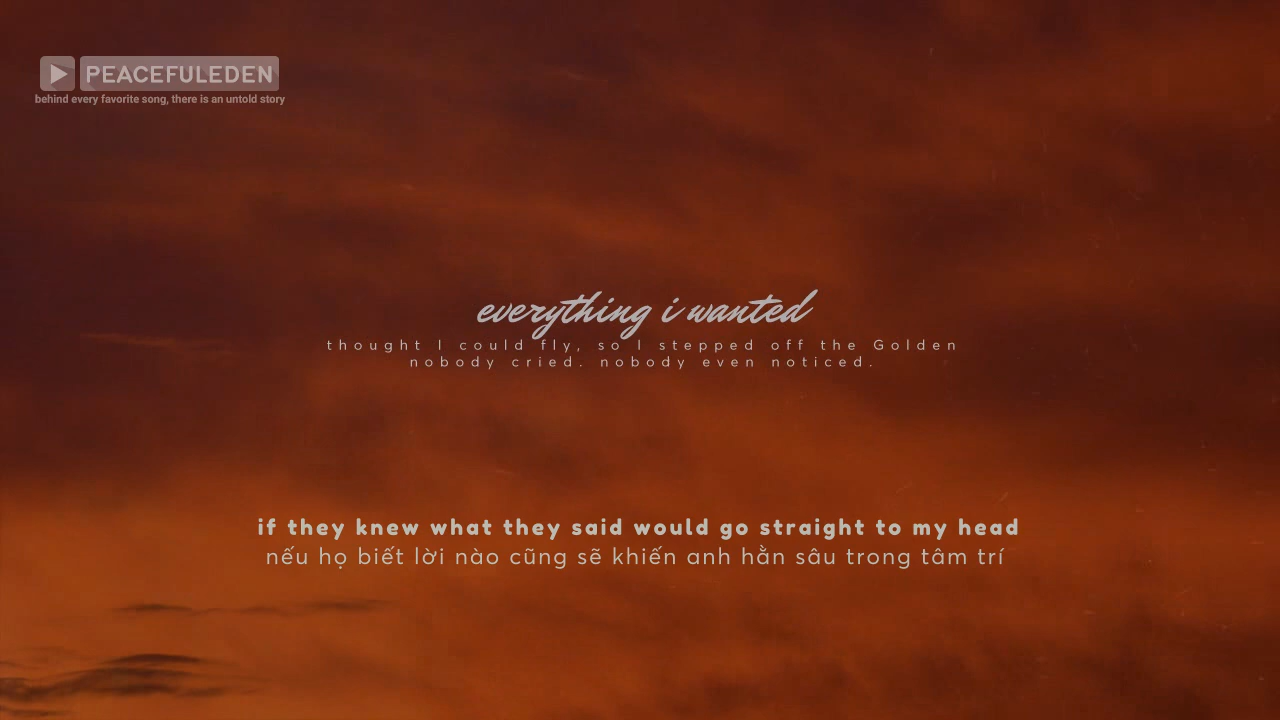 PEACEFULEDEN
behind every favorite song, there is an untold story
everything i wanted
thought I could fly, so I stepped off the Golden
nobody cried. nobody even noticed.
if they knew what they said would go straight to my head
nếu họ biết lời nào cũng sẽ khiến anh hằn sâu trong tâm trí